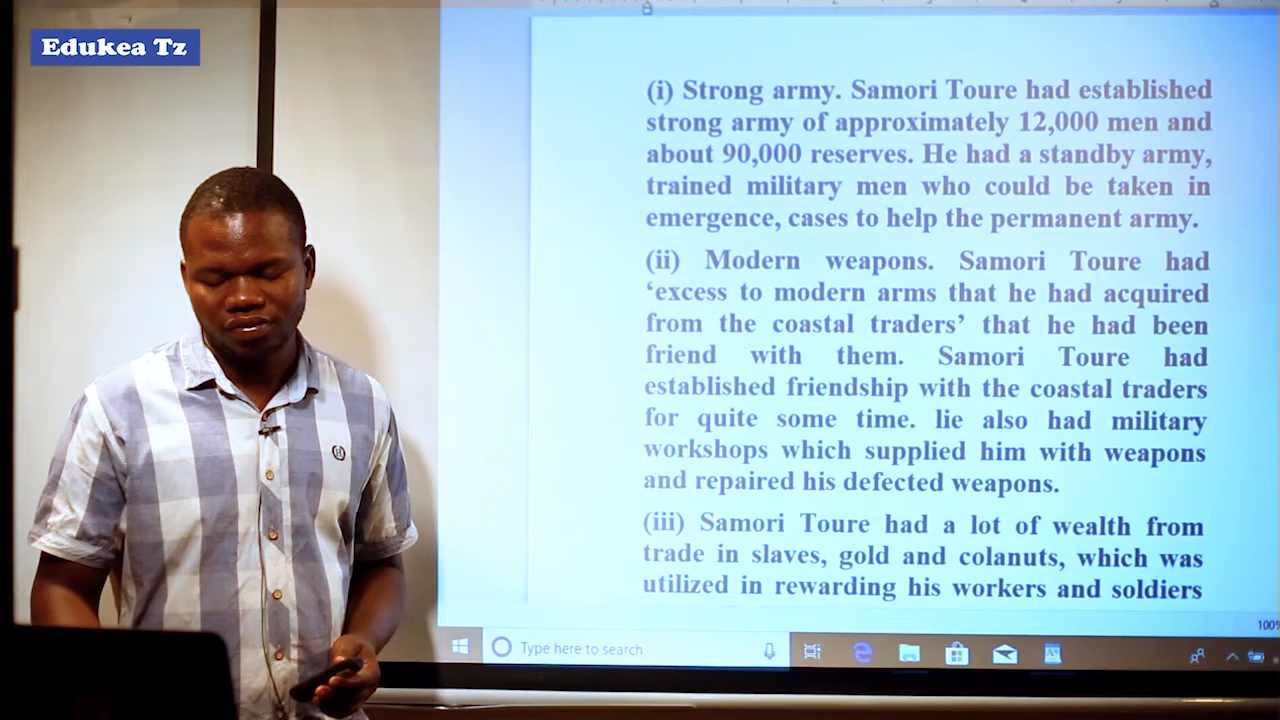 Edukea Tz
(i) Strong army. Samori Toure had established
strong army of approximately 12,000 men and
about 90,000 reserves. He had a standby army,
trained military men who could be taken in
emergence, cases to help the permanent army.
(ii) Modern weapons. Samori Toure had
‘excess to modern arms that he had acquired
from the coastal traders’ that he had been
friend with them. Samori Toure had
established friendship with the coastal traders
for quite some time. lie also had military
workshops which supplied him with weapons
and repaired his defected weapons.
(iii) Samori Toure had a lot of wealth from
trade in slaves, gold and colanuts, which was
utilized in rewarding his workers and soldiers
100%
Type here to search